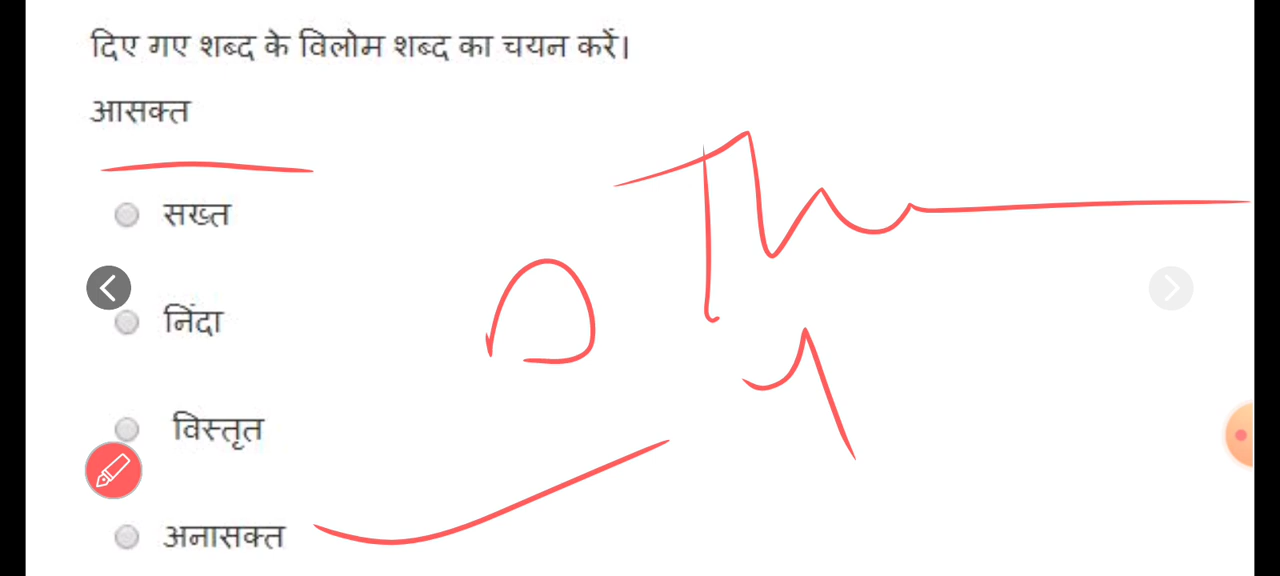 दिए गए शब्द के विलोम शब्द का चयन करें।
आसक्त
सख्त
निंदा
विस्तृत
अनासक्त